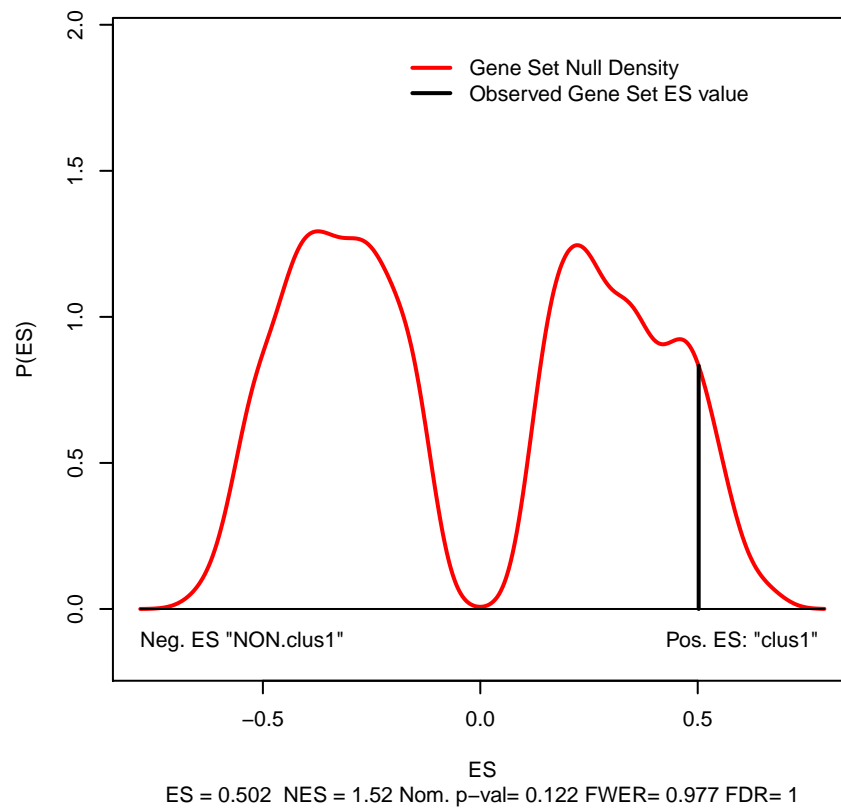 Gene Set Null Density
Observed Gene Set ES value
2.0
1.5
1.0
0.5
0.0
P(ES)
Neg. ES "NON.clus1"
Pos. ES: "clus1"
−0.5
0.0
0.5
ES
ES = 0.502 NES = 1.52 Nom. p−val= 0.122 FWER= 0.977 FDR= 1